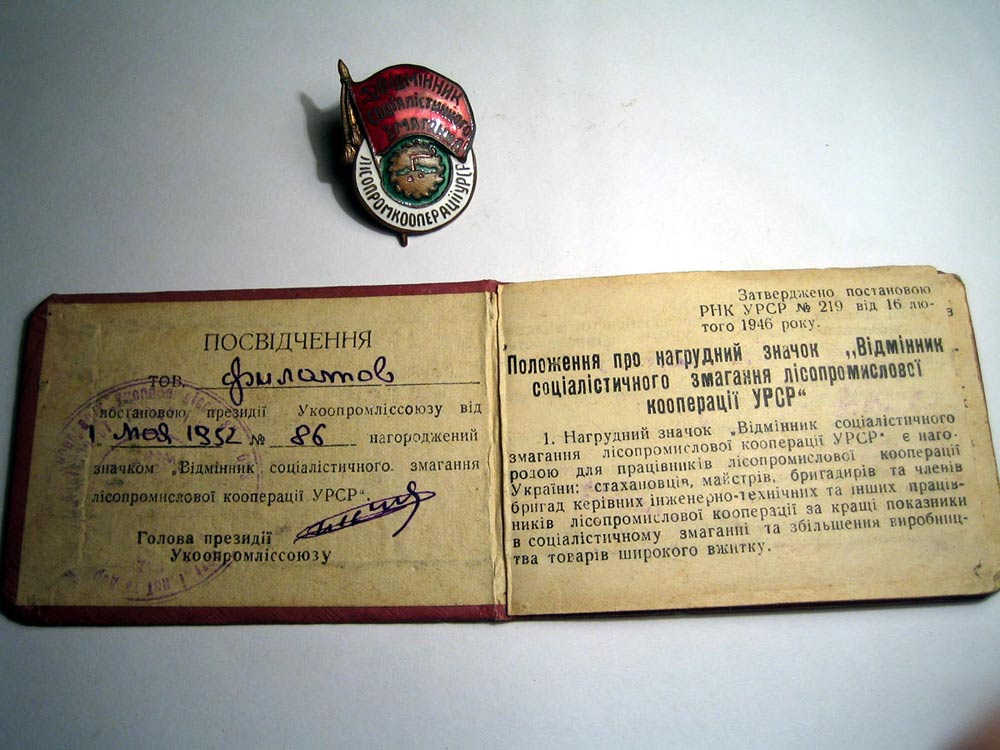 ВІДМІННИК
соціалістичного
ЗМАГАННЯ
ЛІСОПРОМКООПЕРАЦІЇ УРСР
ПОСВІДЧЕННЯ
тов. Филатов
постановою президії Укоопромліссоюзу від
1. мая 1952 № 86 нагороджений
значком „Відмінник соціалістичного змагання
лісопромислової кооперації УРСР“.
Голова президії
Укоопромліссоюзу
Затверджено постановою
РНК УРСР № 219 від 16 лю-
того 1946 року.
Положення про нагрудний значок ,,Відмінник
соціалістичного змагання лісопромислової
кооперації УРСР“
1. Нагрудний значок „Відмінник соціалістичного
змагання лісопромислової кооперації УРСР“ є наго-
родою для працівників лісопромислової кооперації
України: стахановців, майстрів, бригадирів та членів
бригад керівних інженерно-технічних та інших праців-
ників лісопромислової кооперації за кращі показники
в соціалістичному змаганні та збільшення виробниц-
тва товарів широкого вжитку.